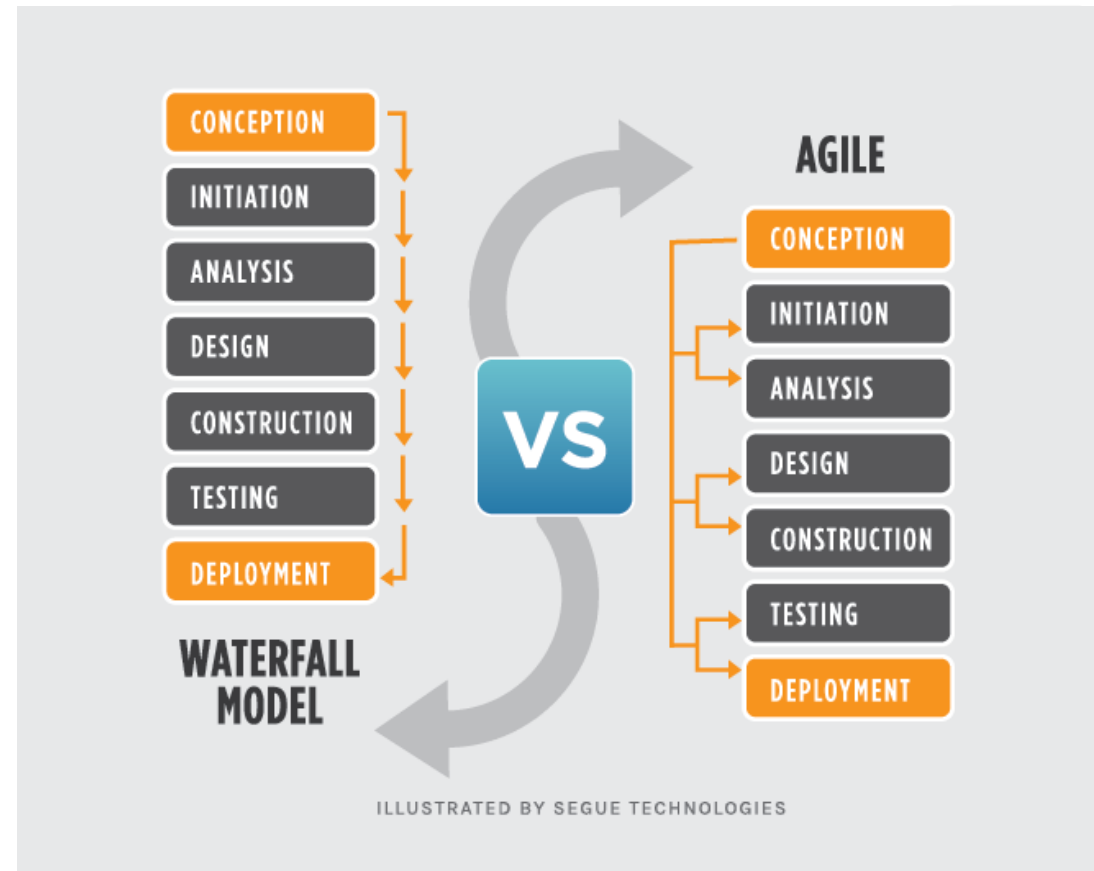 CONCEPTION
INITIATION
ANALYSIS
DESIGN
CONSTRUCTION
TESTING
DEPLOYMENT
WATERFALL
MODEL
VS
AGILE
CONCEPTION
INITIATION
ANALYSIS
DESIGN
CONSTRUCTION
TESTING
DEPLOYMENT
ILLUSTRATED BY SEGUE TECHNOLOGIES